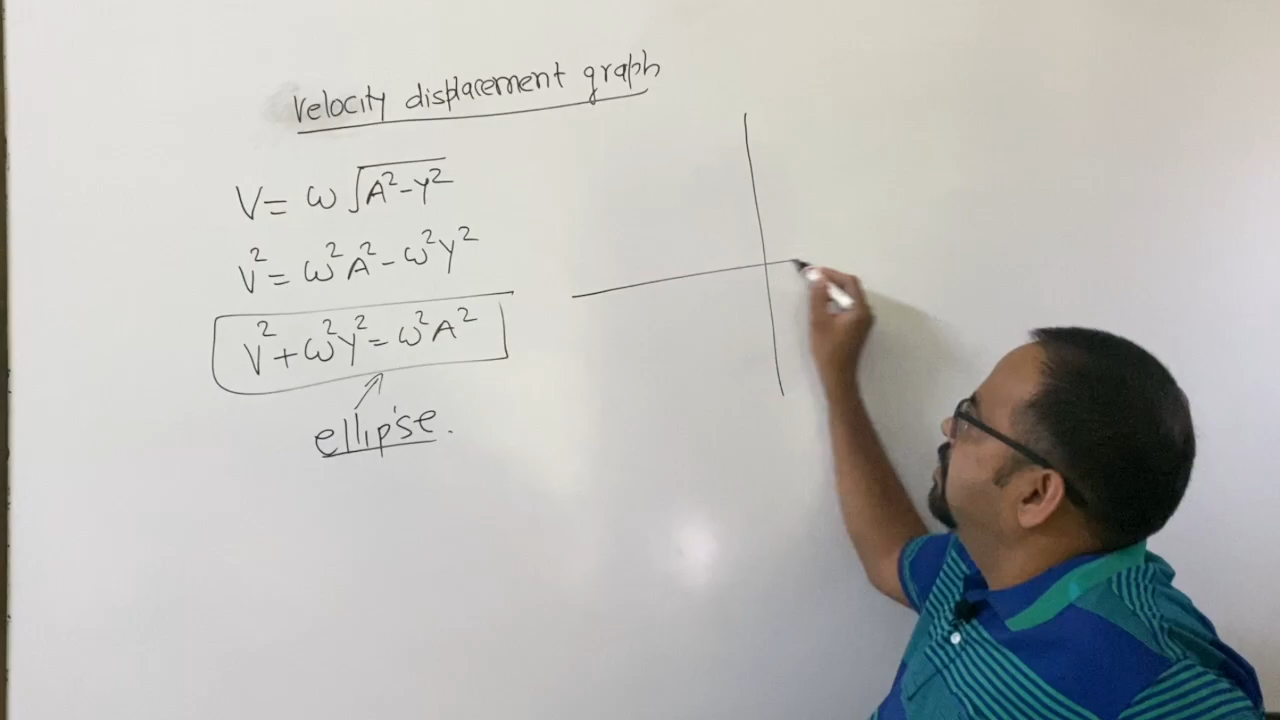 Velocity displacement graph
V = ω √A²-Y²
V² = ω²A² - ω²Y²
V² + ω²Y² = ω²A²
ellipse.